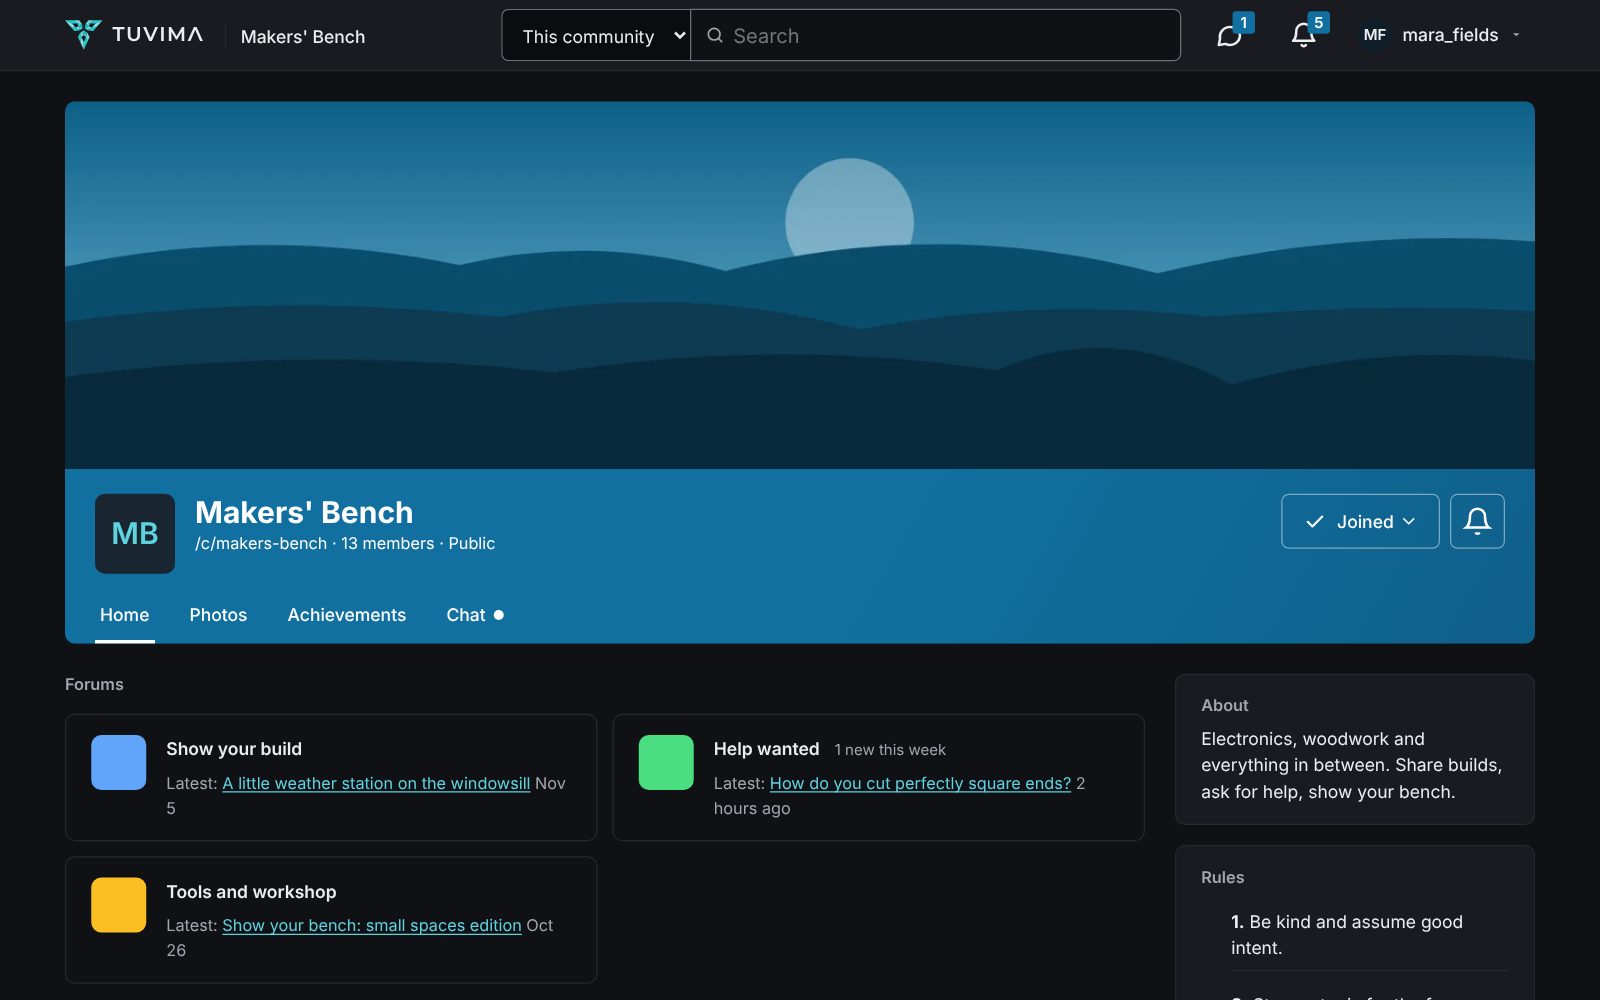 TUVIMA
Makers' Bench
This community
Search
1
5
MF
mara_fields
MB
Makers' Bench
/c/makers-bench · 13 members · Public
Joined
Home
Photos
Achievements
Chat
Forums
Show your build
Latest: A little weather station on the windowsill Nov
5
Help wanted
1 new this week
Latest: How do you cut perfectly square ends? 2
hours ago
Tools and workshop
Latest: Show your bench: small spaces edition Oct
26
About
Electronics, woodwork and
everything in between. Share builds,
ask for help, show your bench.
Rules
1. Be kind and assume good
intent.